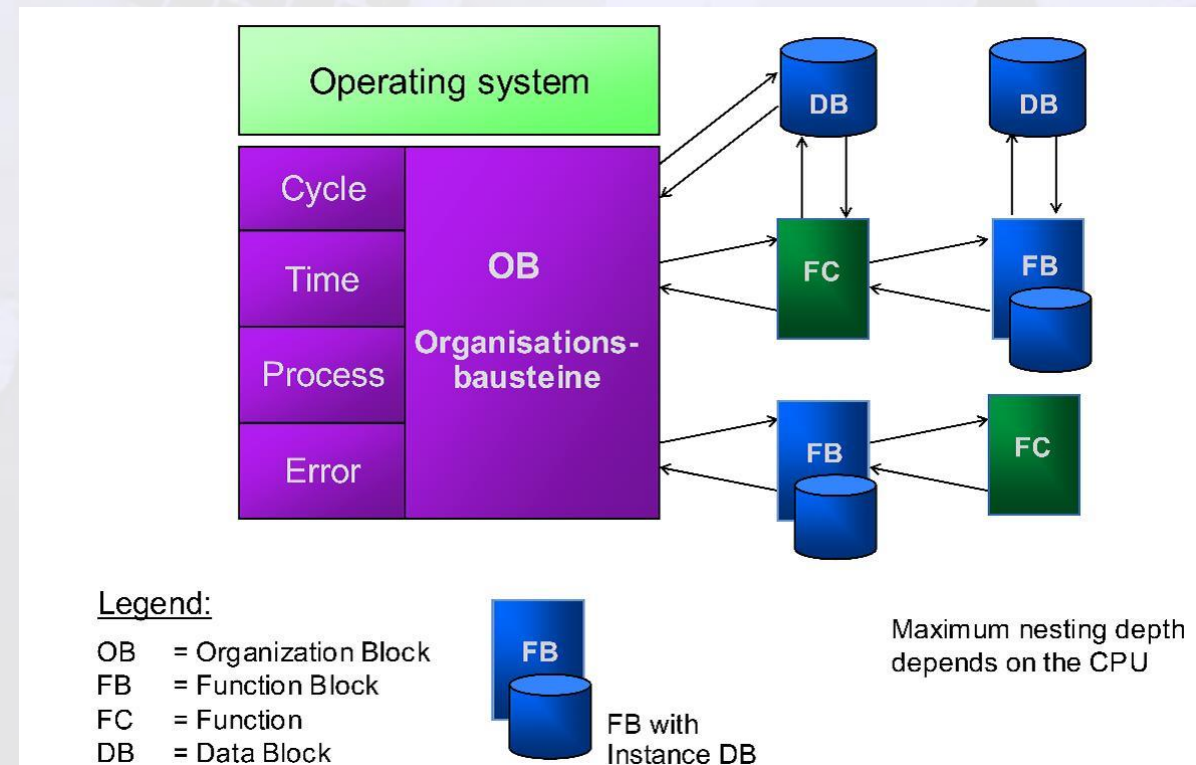 Operating system
DB
DB
Cycle
Time
Process
Error
OB
Organisations-
bausteine
FC
FB
FB
FC
Legend:
OB = Organization Block
FB = Function Block
FC = Function
DB = Data Block
FB
FB with
Instance DB
Maximum nesting depth
depends on the CPU